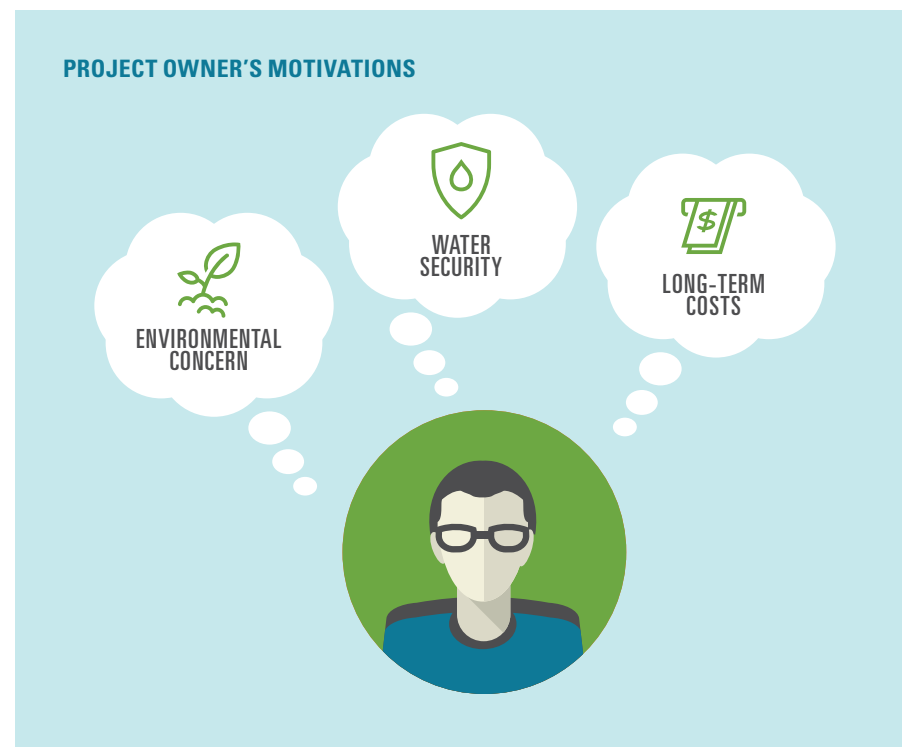 PROJECT OWNER'S MOTIVATIONS
ENVIRONMENTAL
CONCERN
WATER
SECURITY
$
LONG-TERM
COSTS